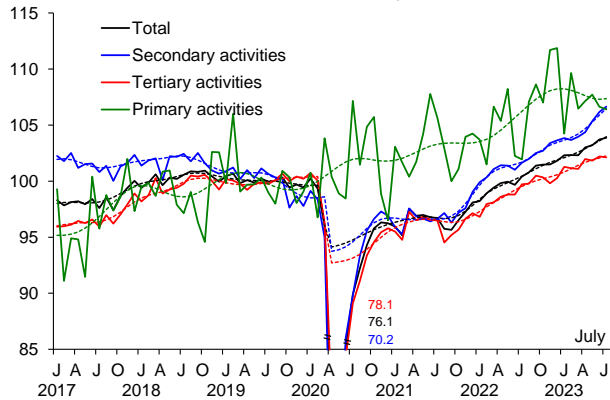 115
110
105
100
95
90
85
Total
Secondary activities
Tertiary activities
Primary activities
78.1
76.1
70.2
July
J A J O J A J O J A J O J A J O J A J O J A J O J A J
2017 2018 2019 2020 2021 2022 2023